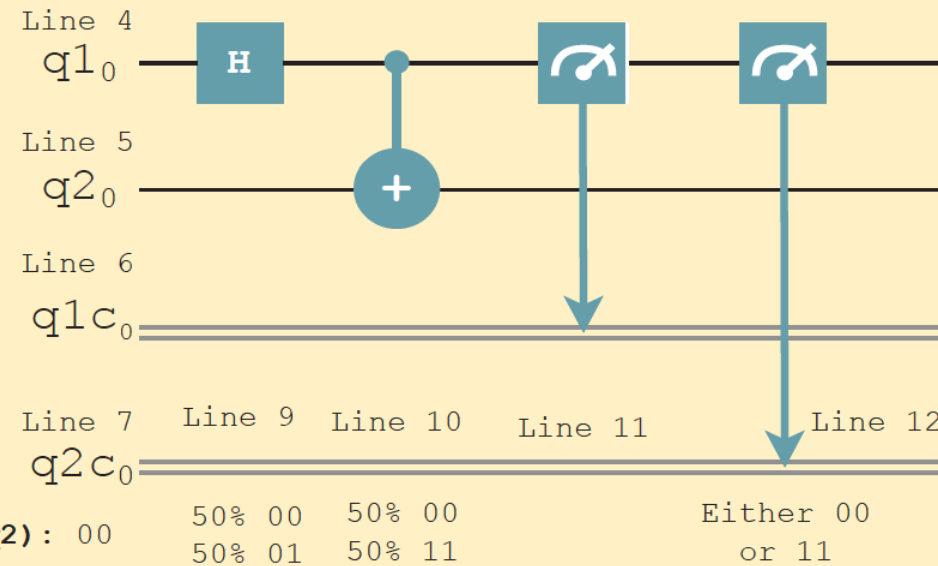 Line 4
q1₀
H
Line 5
q2₀
+
Line 6
q1c₀
Line 7
q2c₀
Line 9
Line 10
Line 11
Line 12
2): 00
50% 00
50% 01
50% 00
50% 11
Either 00
or 11